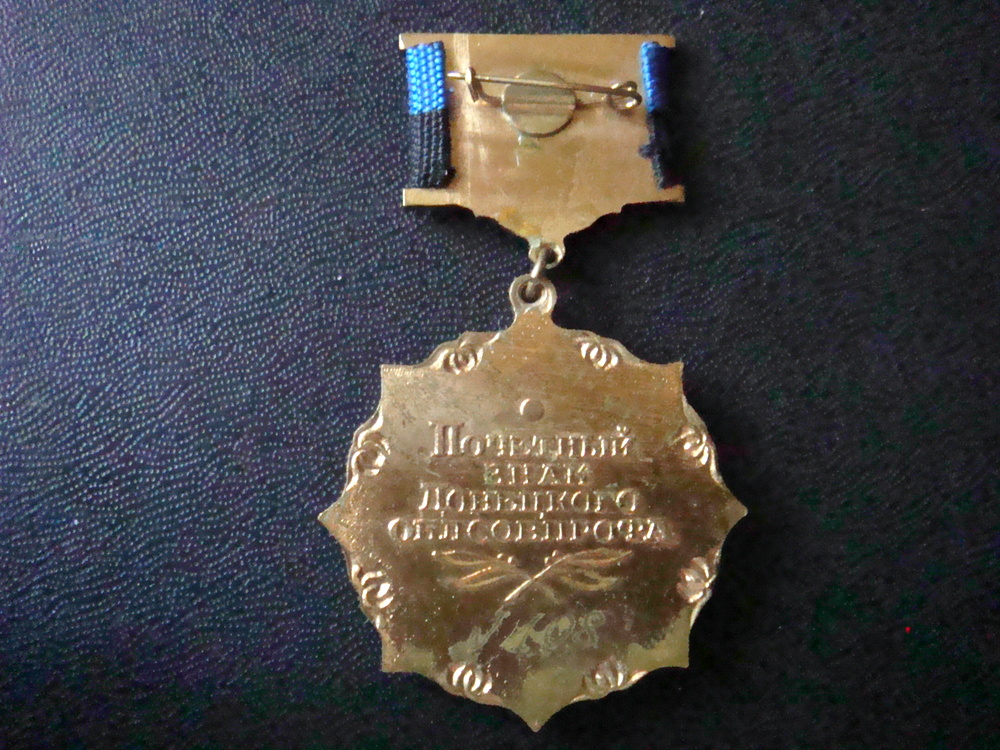 Почетный
знак
Донецкого
облсовпрофа